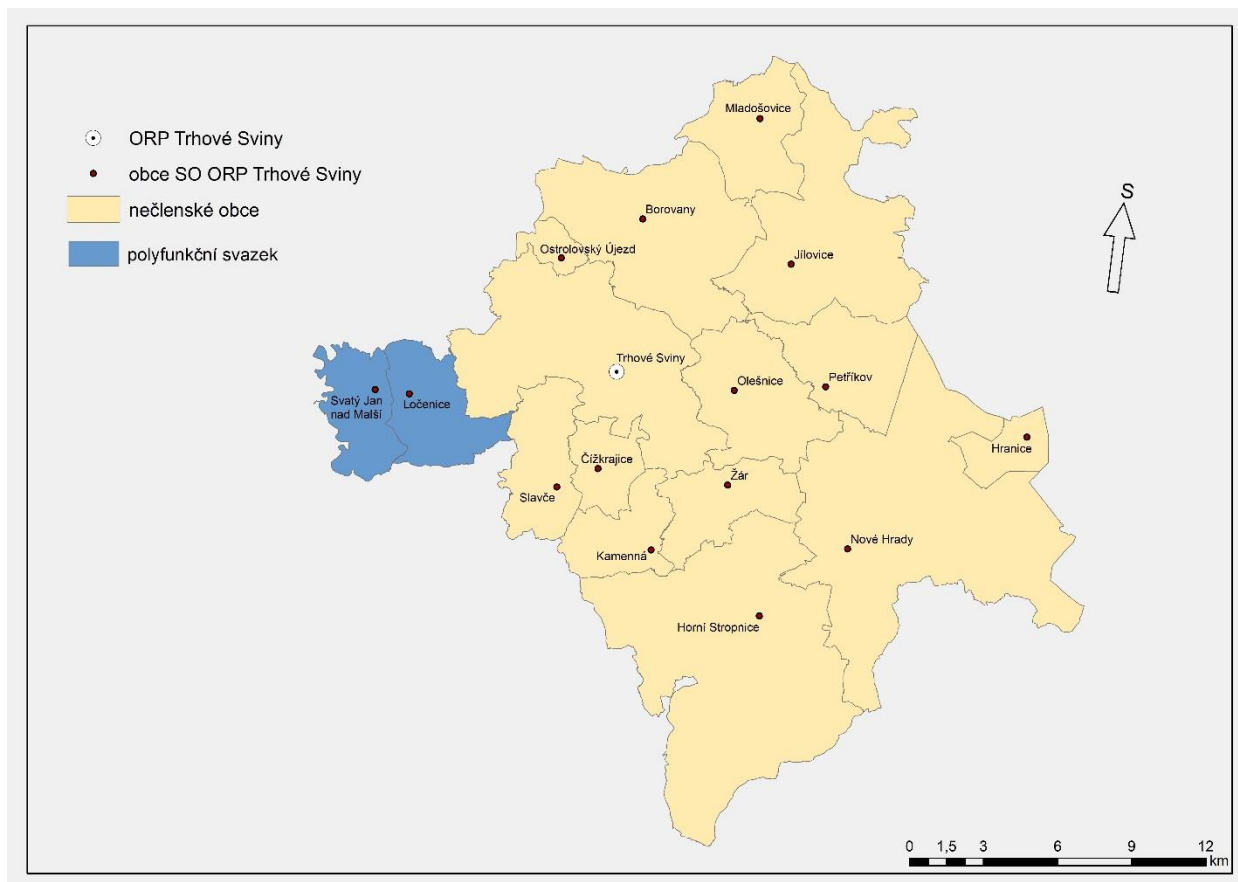 ORP Trhové Sviny
obce SO ORP Trhové Sviny
nečlenské obce
polyfunkční svazek
S
Mladošovice
Borovany
Ostrolovský Újezd
Jílovice
Trhové Sviny
Olešnice
Petříkov
Svatý Jan
nad Malší
Ločenice
Hranice
Čížkrajice
Žár
Slavče
Kamenná
Nové Hrady
Horní Stropnice
0 1,5 3 6 9 12
km